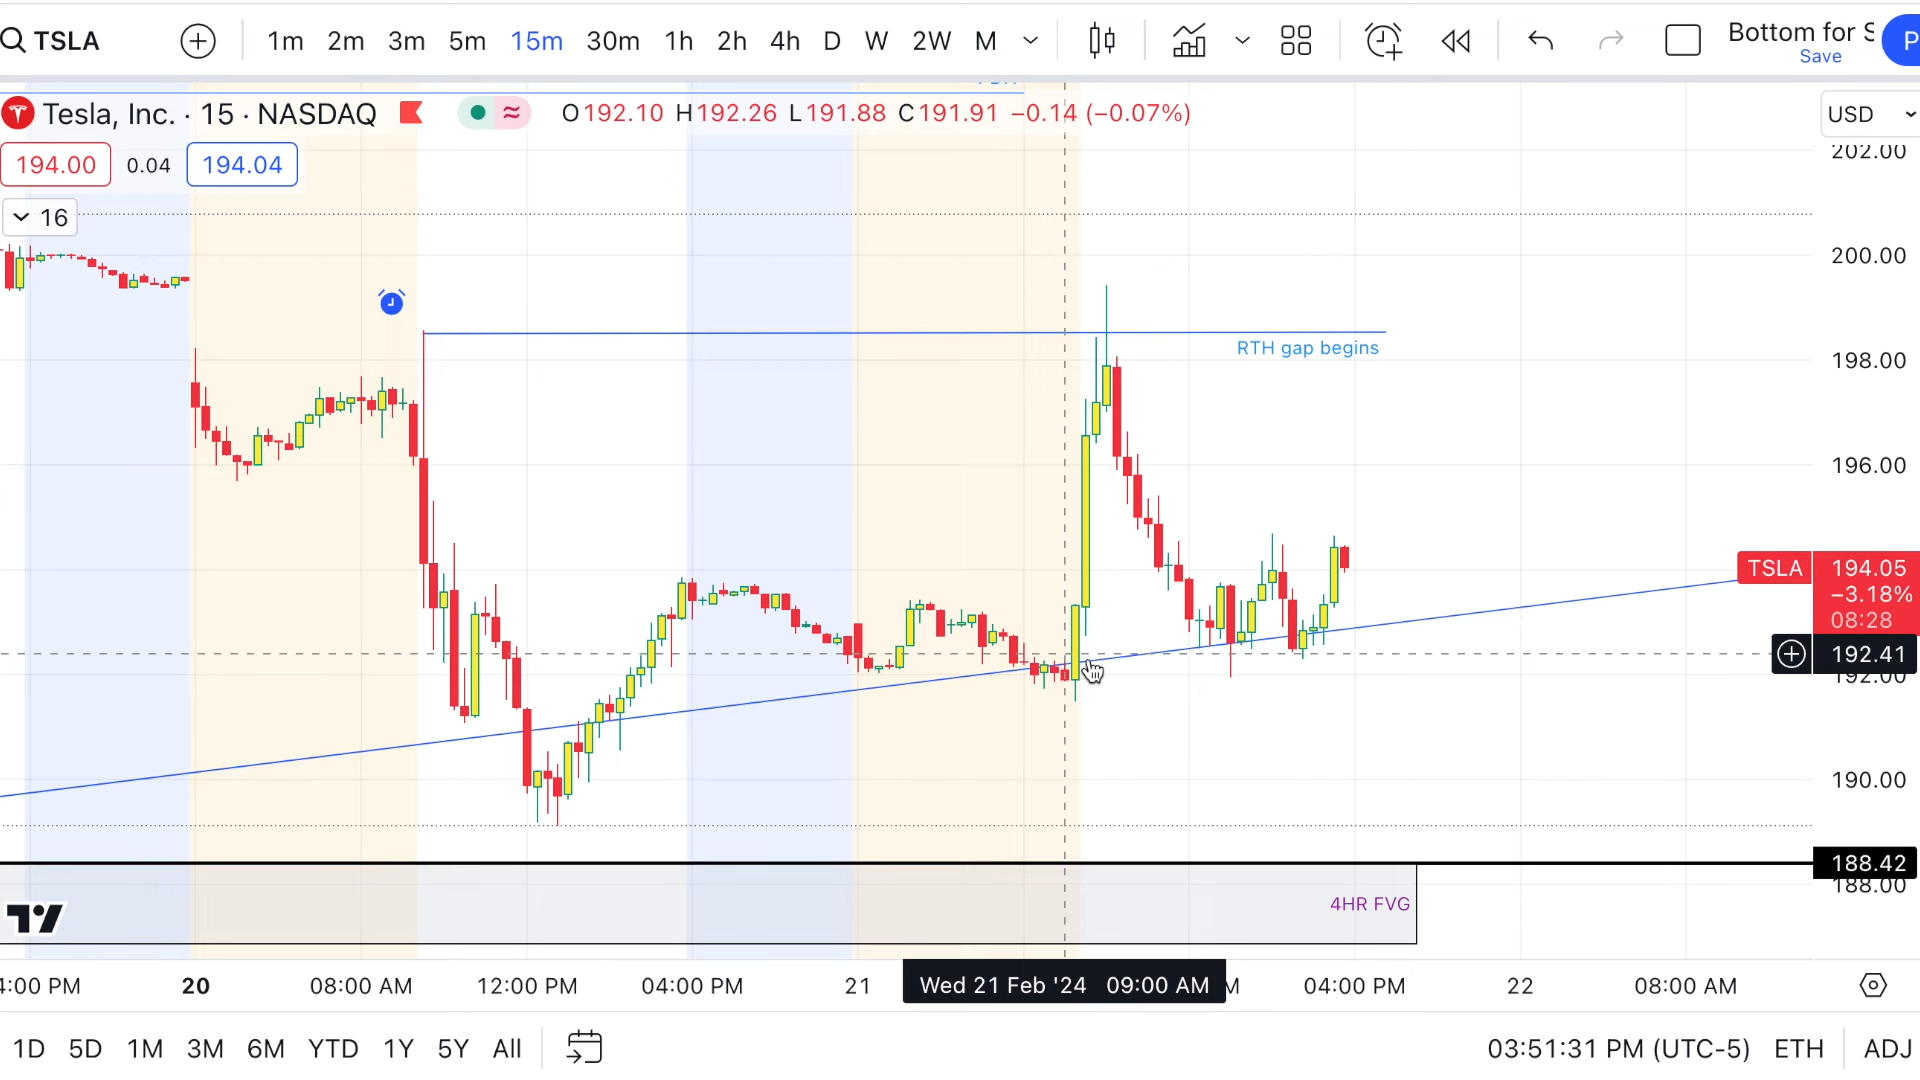 TSLA 1m 2m 3m 5m 15m 30m 1h 2h 4h D W 2W M Bottom for S P
Save
Tesla, Inc. · 15 · NASDAQ O192.10 H192.26 L191.88 C191.91 −0.14 (−0.07%) USD
194.00 0.04 194.04
16
202.00
200.00
RTH gap begins
198.00
196.00
TSLA 194.05
−3.18%
08:28
192.41
192.00
190.00
188.42
188.00
4HR FVG
4:00 PM 20 08:00 AM 12:00 PM 04:00 PM 21 Wed 21 Feb '24 09:00 AM M 04:00 PM 22 08:00 AM
1D 5D 1M 3M 6M YTD 1Y 5Y All 03:51:31 PM (UTC-5) ETH ADJ